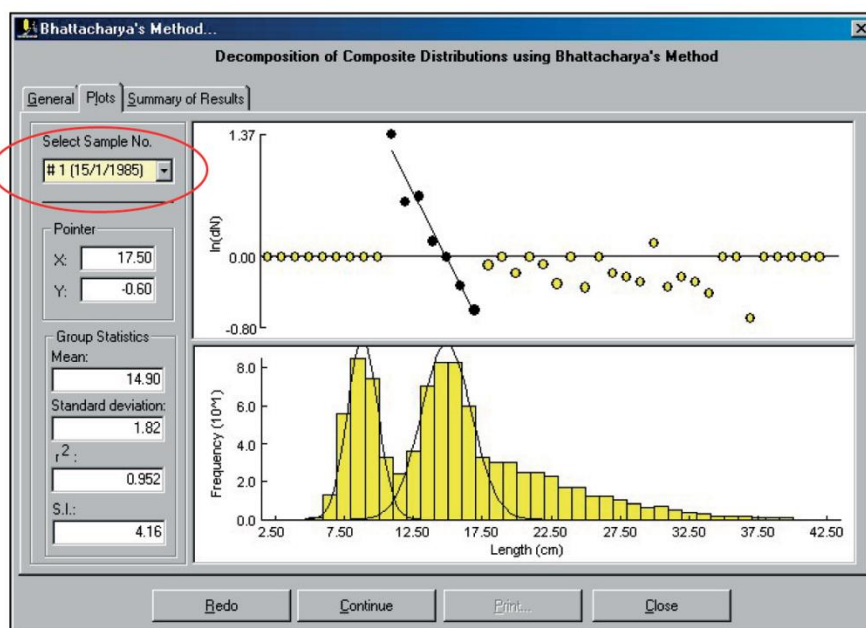 Bhattacharya's Method...
Decomposition of Composite Distributions using Bhattacharya's Method
General Plots Summary of Results
Select Sample No.
# 1 (15/1/1985)
Pointer
X: 17.50
Y: -0.60
Group Statistics
Mean:
14.90
Standard deviation:
1.82
r2 :
0.952
S.I.:
4.16
1.37
0.00
-0.80
ln(dN)
8.0
6.0
4.0
2.0
0.0
Frequency (10^1)
2.50 7.50 12.50 17.50 22.50 27.50 32.50 37.50 42.50
Length (cm)
Redo Continue Print... Close